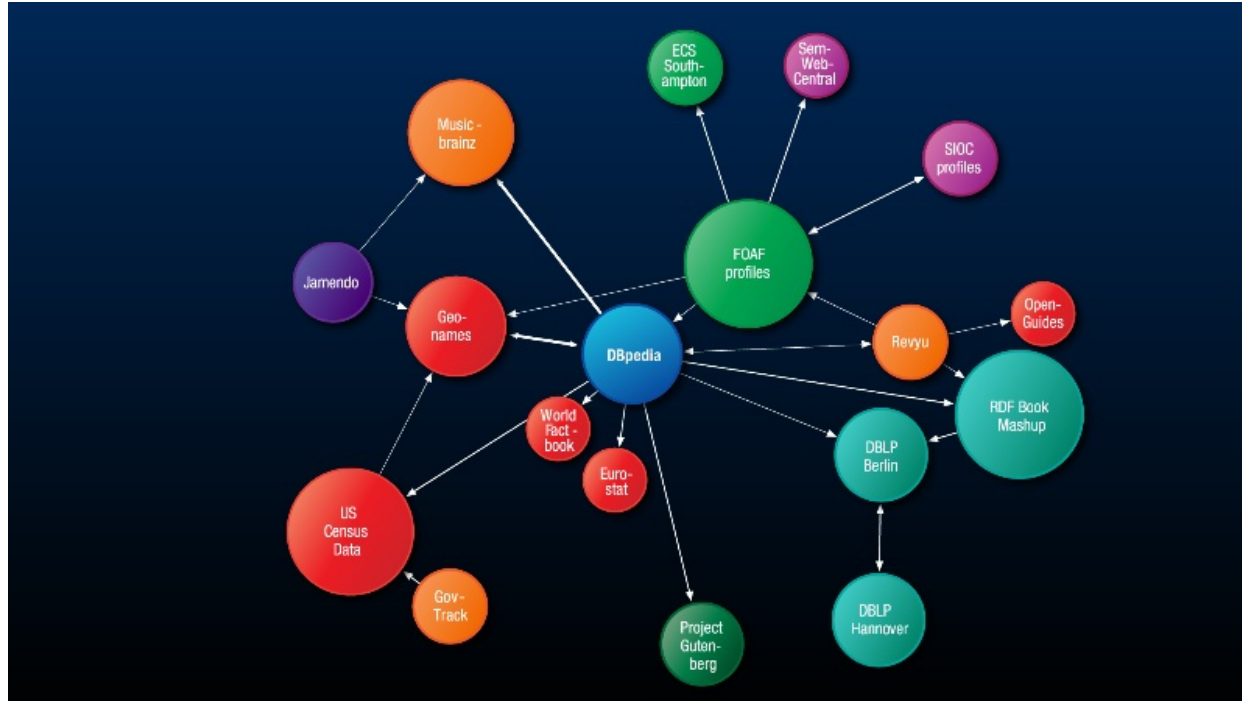 ECS
South-
ampton
Sem-
Web-
Central
Music -
brainz
SIOC
profiles
FOAF
profiles
Jamendo
Geo-
names
Open-
Guides
Revyu
DBpedia
World
Fact -
book
RDF Book
Mashup
DBLP
Berlin
Euro-
stat
US
Census
Data
Gov-
Track
Project
Guten-
berg
DBLP
Hannover